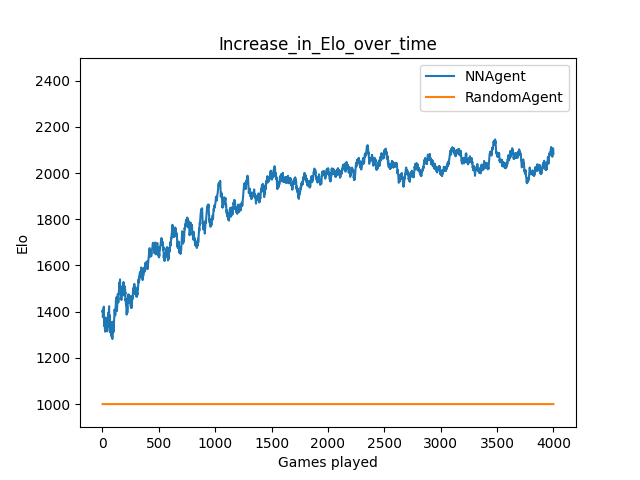 Increase_in_Elo_over_time
NNAgent
RandomAgent
2400
2200
2000
1800
1600
1400
1200
1000
Elo
0 500 1000 1500 2000 2500 3000 3500 4000
Games played